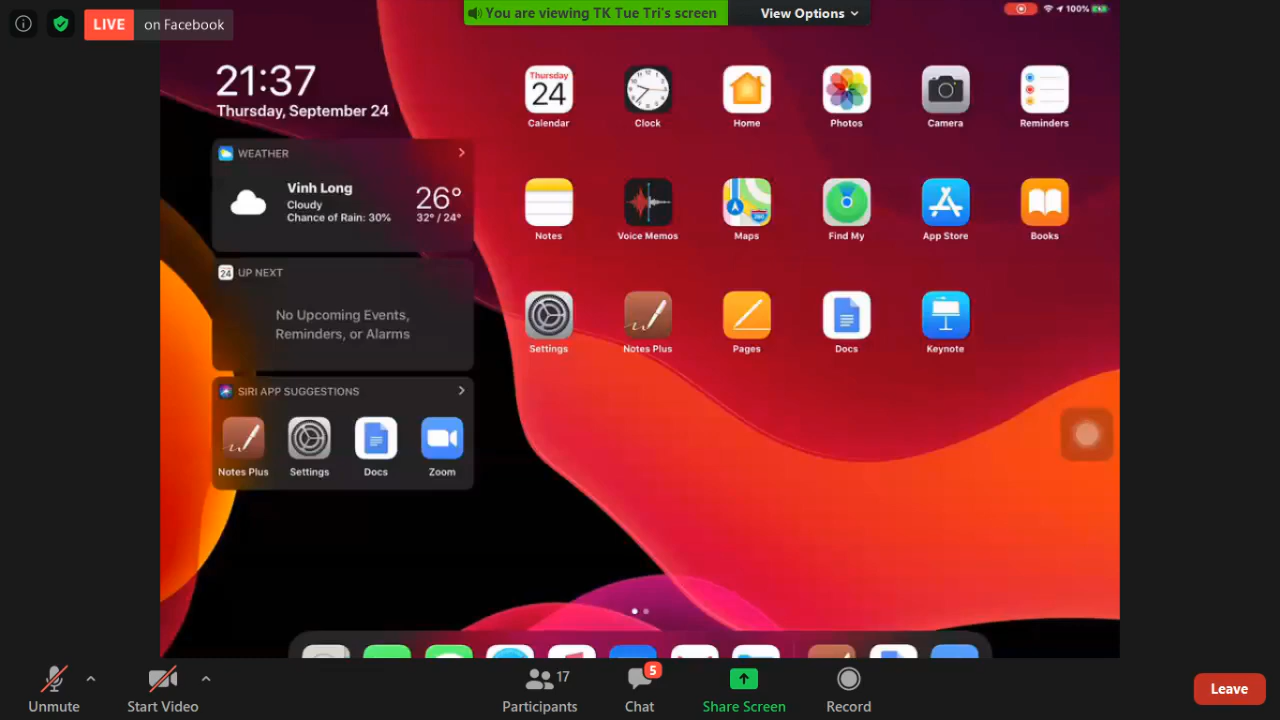 LIVE on Facebook
You are viewing TK Tue Tri's screen
View Options
100%
21:37
Thursday, September 24
WEATHER
Vinh Long
Cloudy
Chance of Rain: 30%
26°
32° / 24°
24 UP NEXT
No Upcoming Events,
Reminders, or Alarms
SIRI APP SUGGESTIONS
Notes Plus Settings Docs Zoom
Thursday
24
Calendar Clock Home Photos Camera Reminders
Notes Voice Memos Maps Find My App Store Books
Settings Notes Plus Pages Docs Keynote
Unmute
Start Video
17
Participants
5
Chat
Share Screen
Record
Leave